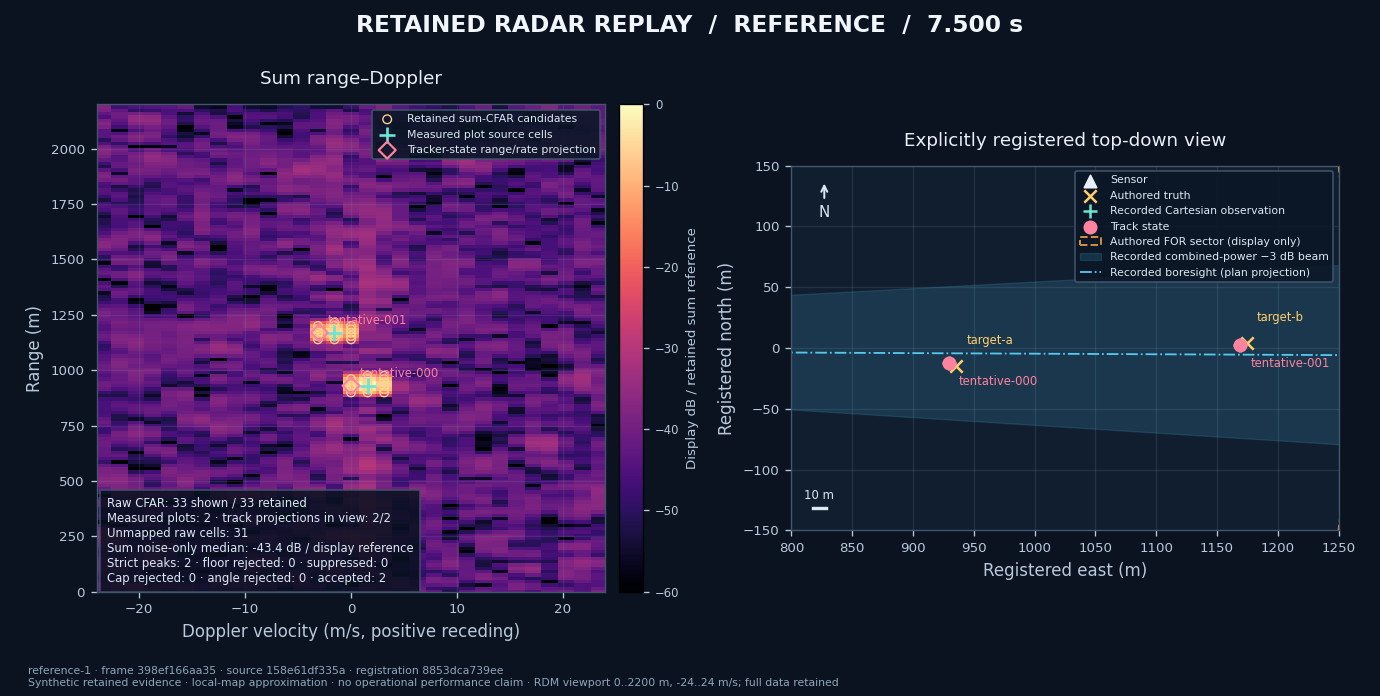 RETAINED RADAR REPLAY / REFERENCE / 7.500 s
Sum range–Doppler
Retained sum-CFAR candidates
Measured plot source cells
Tracker-state range/rate projection
tentative-001
tentative-000
Raw CFAR: 33 shown / 33 retained
Measured plots: 2 · track projections in view: 2/2
Unmapped raw cells: 31
Sum noise-only median: -43.4 dB / display reference
Strict peaks: 2 · floor rejected: 0 · suppressed: 0
Cap rejected: 0 · angle rejected: 0 · accepted: 2
Range (m)
2000
1750
1500
1250
1000
750
500
250
0
−20
−10
0
10
20
Doppler velocity (m/s, positive receding)
0
−10
−20
−30
−40
−50
−60
Display dB / retained sum reference
Explicitly registered top-down view
N
Sensor
Authored truth
Recorded Cartesian observation
Track state
Authored FOR sector (display only)
Recorded combined-power −3 dB beam
Recorded boresight (plan projection)
target-b
target-a
tentative-001
tentative-000
10 m
Registered north (m)
150
100
50
0
−50
−100
−150
800
850
900
950
1000
1050
1100
1150
1200
1250
Registered east (m)
reference-1 · frame 398ef166aa35 · source 158e61df335a · registration 8853dca739ee
Synthetic retained evidence · local-map approximation · no operational performance claim · RDM viewport 0..2200 m, -24..24 m/s; full data retained